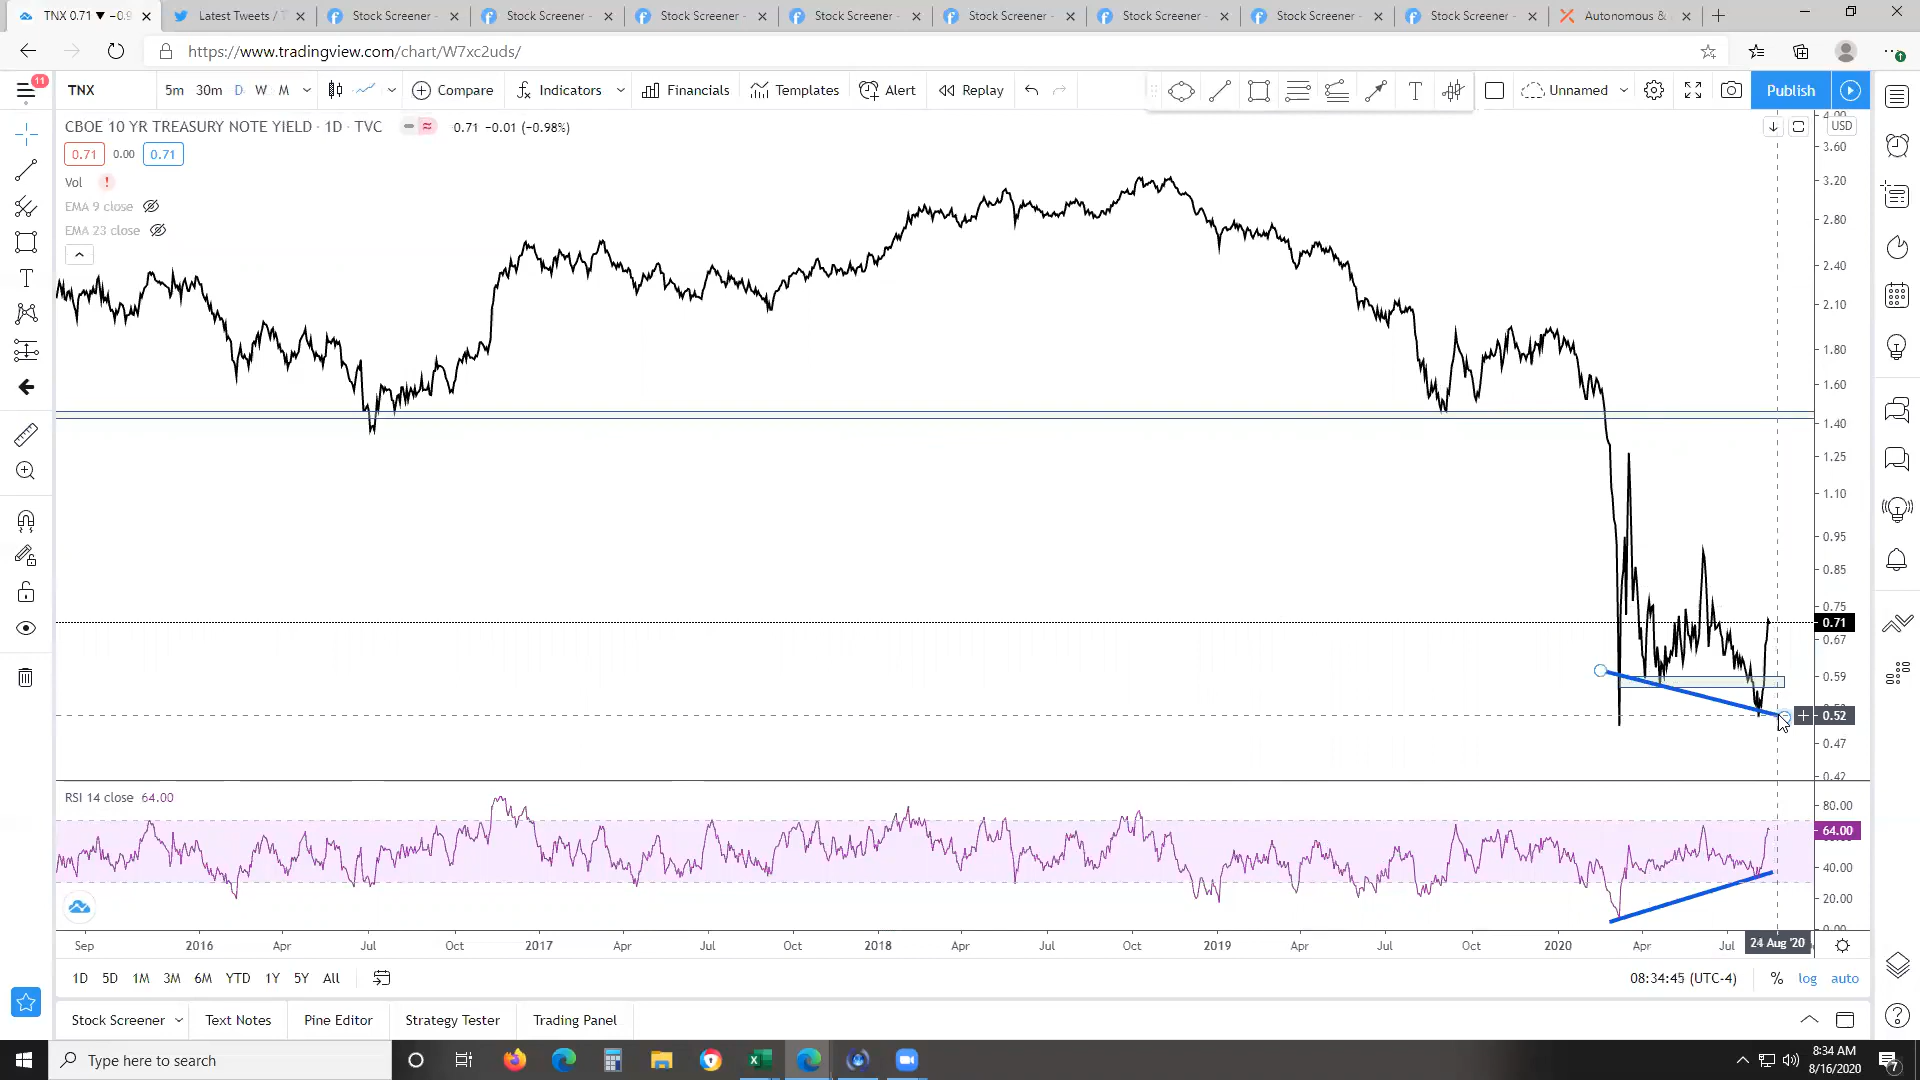 TNX 0.71 ▼ −0.9
Latest Tweets / T
Stock Screener -
Stock Screener -
Stock Screener -
Stock Screener -
Stock Screener -
Stock Screener -
Stock Screener -
Stock Screener -
Autonomous &
https://www.tradingview.com/chart/W7xc2uds/
11
TNX 5m 30m D W M Compare Indicators Financials Templates Alert Replay Unnamed Publish
CBOE 10 YR TREASURY NOTE YIELD · 1D · TVC 0.71 −0.01 (−0.98%)
0.71 0.00 0.71
Vol !
EMA 9 close
EMA 23 close
USD
4.00
3.60
3.20
2.80
2.40
2.10
1.80
1.60
1.40
1.25
1.10
0.95
0.85
0.75
0.71
0.67
0.59
0.52
0.47
0.42
RSI 14 close 64.00
80.00
64.00
40.00
20.00
0.00
Sep 2016 Apr Jul Oct 2017 Apr Jul Oct 2018 Apr Jul Oct 2019 Apr Jul Oct 2020 Apr Jul 24 Aug '20
1D 5D 1M 3M 6M YTD 1Y 5Y All 08:34:45 (UTC-4) % log auto
Stock Screener Text Notes Pine Editor Strategy Tester Trading Panel
Type here to search
8:34 AM
8/16/2020
7